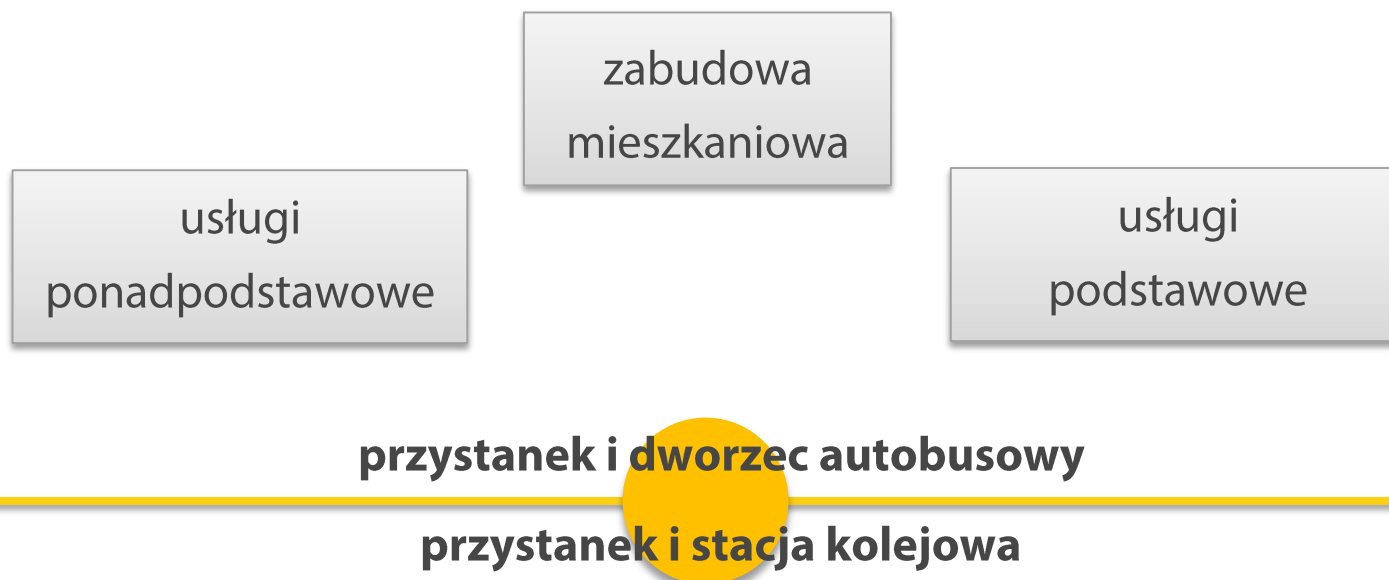 zabudowa
mieszkaniowa
usługi
ponadpodstawowe
usługi
podstawowe
przystanek i dworzec autobusowy
przystanek i stacja kolejowa